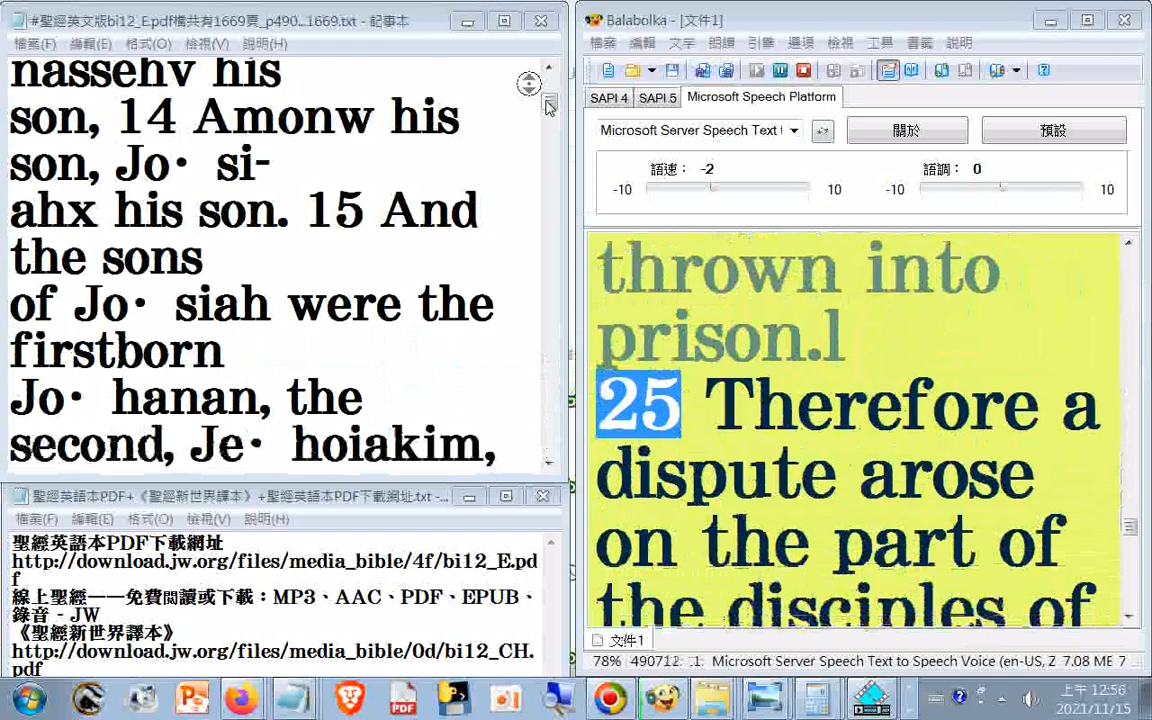 #聖經英文版bi12_E.pdf橫共有1669頁_p490...1669.txt - 記事本
檔案(F) 編輯(E) 格式(O) 檢視(V) 說明(H)
nassehv his
son, 14 Amonw his
son, Jo· si-
ahx his son. 15 And
the sons
of Jo· siah were the
firstborn
Jo· hanan, the
second, Je· hoiakim,
聖經英語本PDF+《聖經新世界譯本》+聖經英語本PDF下載網址.txt - ...
檔案(F) 編輯(E) 格式(O) 檢視(V) 說明(H)
聖經英語本PDF下載網址
http://download.jw.org/files/media_bible/4f/bi12_E.pd
f
線上聖經——免費閱讀或下載：MP3、AAC、PDF、EPUB、
錄音 - JW
《聖經新世界譯本》
http://download.jw.org/files/media_bible/0d/bi12_CH.
pdf
Balabolka - [文件1]
檔案 編輯 文字 朗讀 引擎 選項 檢視 工具 書籤 說明
SAPI 4 SAPI 5 Microsoft Speech Platform
Microsoft Server Speech Text 關於 預設
語速： -2 語調： 0
-10 10 -10 10
thrown into
prison.l
25 Therefore a
dispute arose
on the part of
the disciples of
文件1
78% 490712. .1: Microsoft Server Speech Text to Speech Voice (en-US, Z 7.08 ME 7
PDF
上午 12:56
2021/11/15